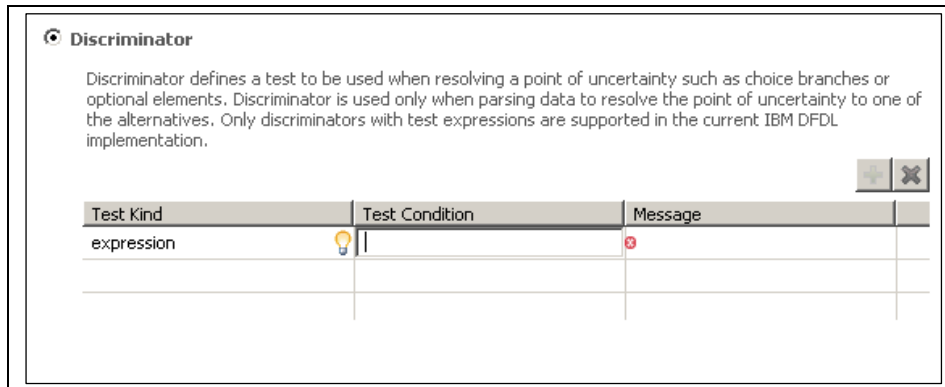 Discriminator
Discriminator defines a test to be used when resolving a point of uncertainty such as choice branches or
optional elements. Discriminator is used only when parsing data to resolve the point of uncertainty to one of
the alternatives. Only discriminators with test expressions are supported in the current IBM DFDL
implementation.
Test Kind Test Condition Message
expression